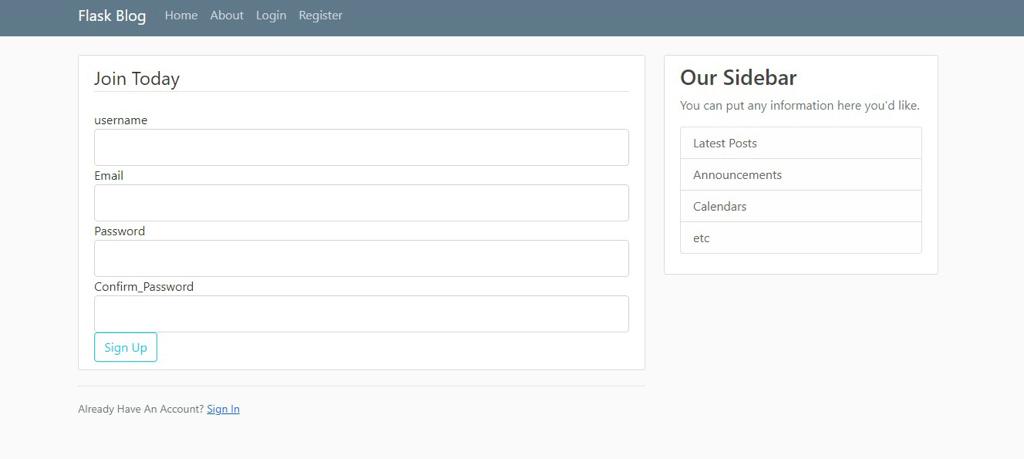 Flask Blog Home About Login Register
Join Today
username
Email
Password
Confirm_Password
Sign Up
Already Have An Account? Sign In
Our Sidebar
You can put any information here you'd like.
Latest Posts
Announcements
Calendars
etc